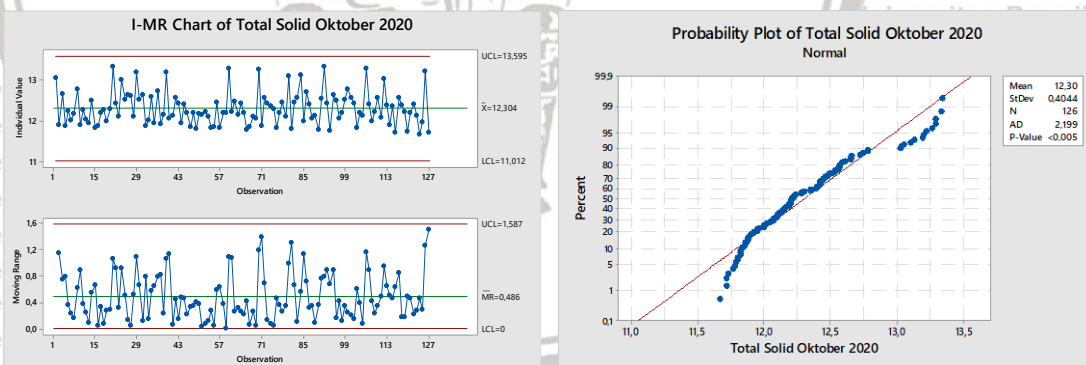 I-MR Chart of Total Solid Oktober 2020
UCL=13,595
13
Individual Value
X=12,304
12
11
LCL=11,012
1 15 29 43 57 71 85 99 113 127
Observation
1,6
UCL=1,587
1,2
Moving Range
0,8
MR=0,486
0,4
0,0
LCL=0
1 15 29 43 57 71 85 99 113 127
Observation
Probability Plot of Total Solid Oktober 2020
Normal
99,9
99
95
90
80
70
60
50
40
30
20
10
5
1
0,1
Percent
11,0 11,5 12,0 12,5 13,0 13,5
Total Solid Oktober 2020
Mean 12,30
StDev 0,4044
N 126
AD 2,199
P-Value <0,005